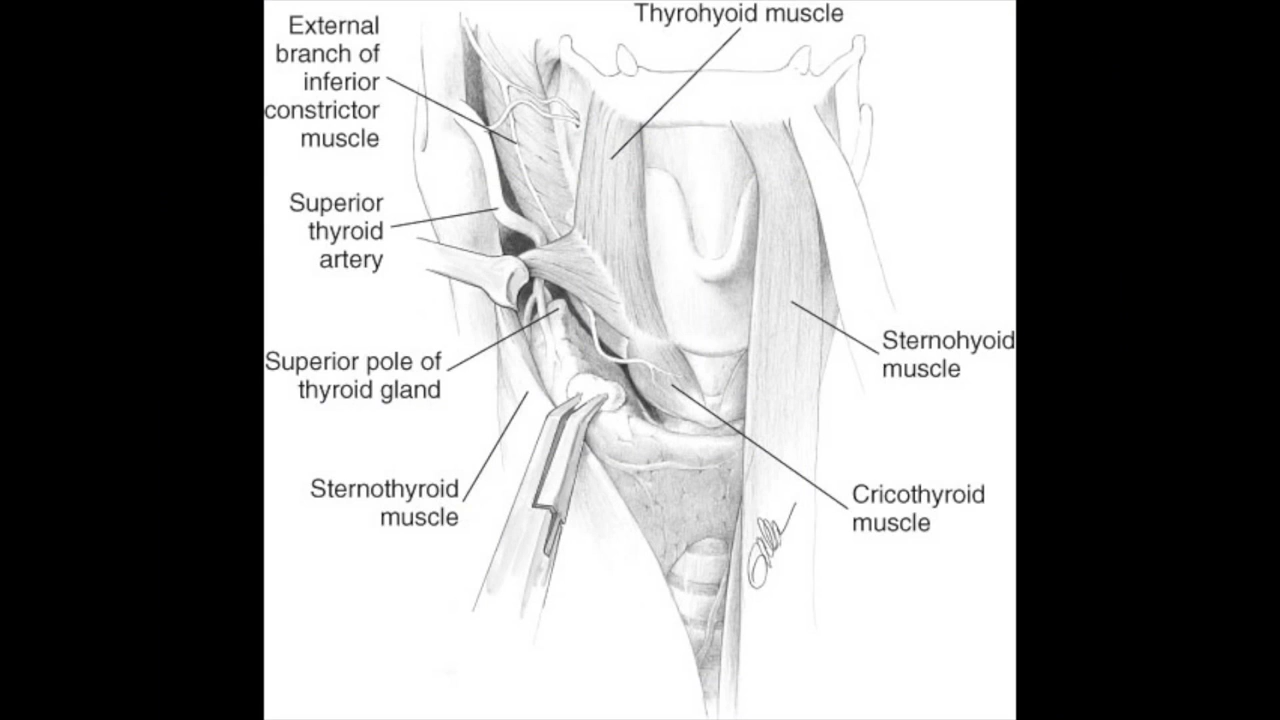 Thyrohyoid muscle
External
branch of
inferior
constrictor
muscle
Superior
thyroid
artery
Superior pole of
thyroid gland
Sternothyroid
muscle
Sternohyoid
muscle
Cricothyroid
muscle